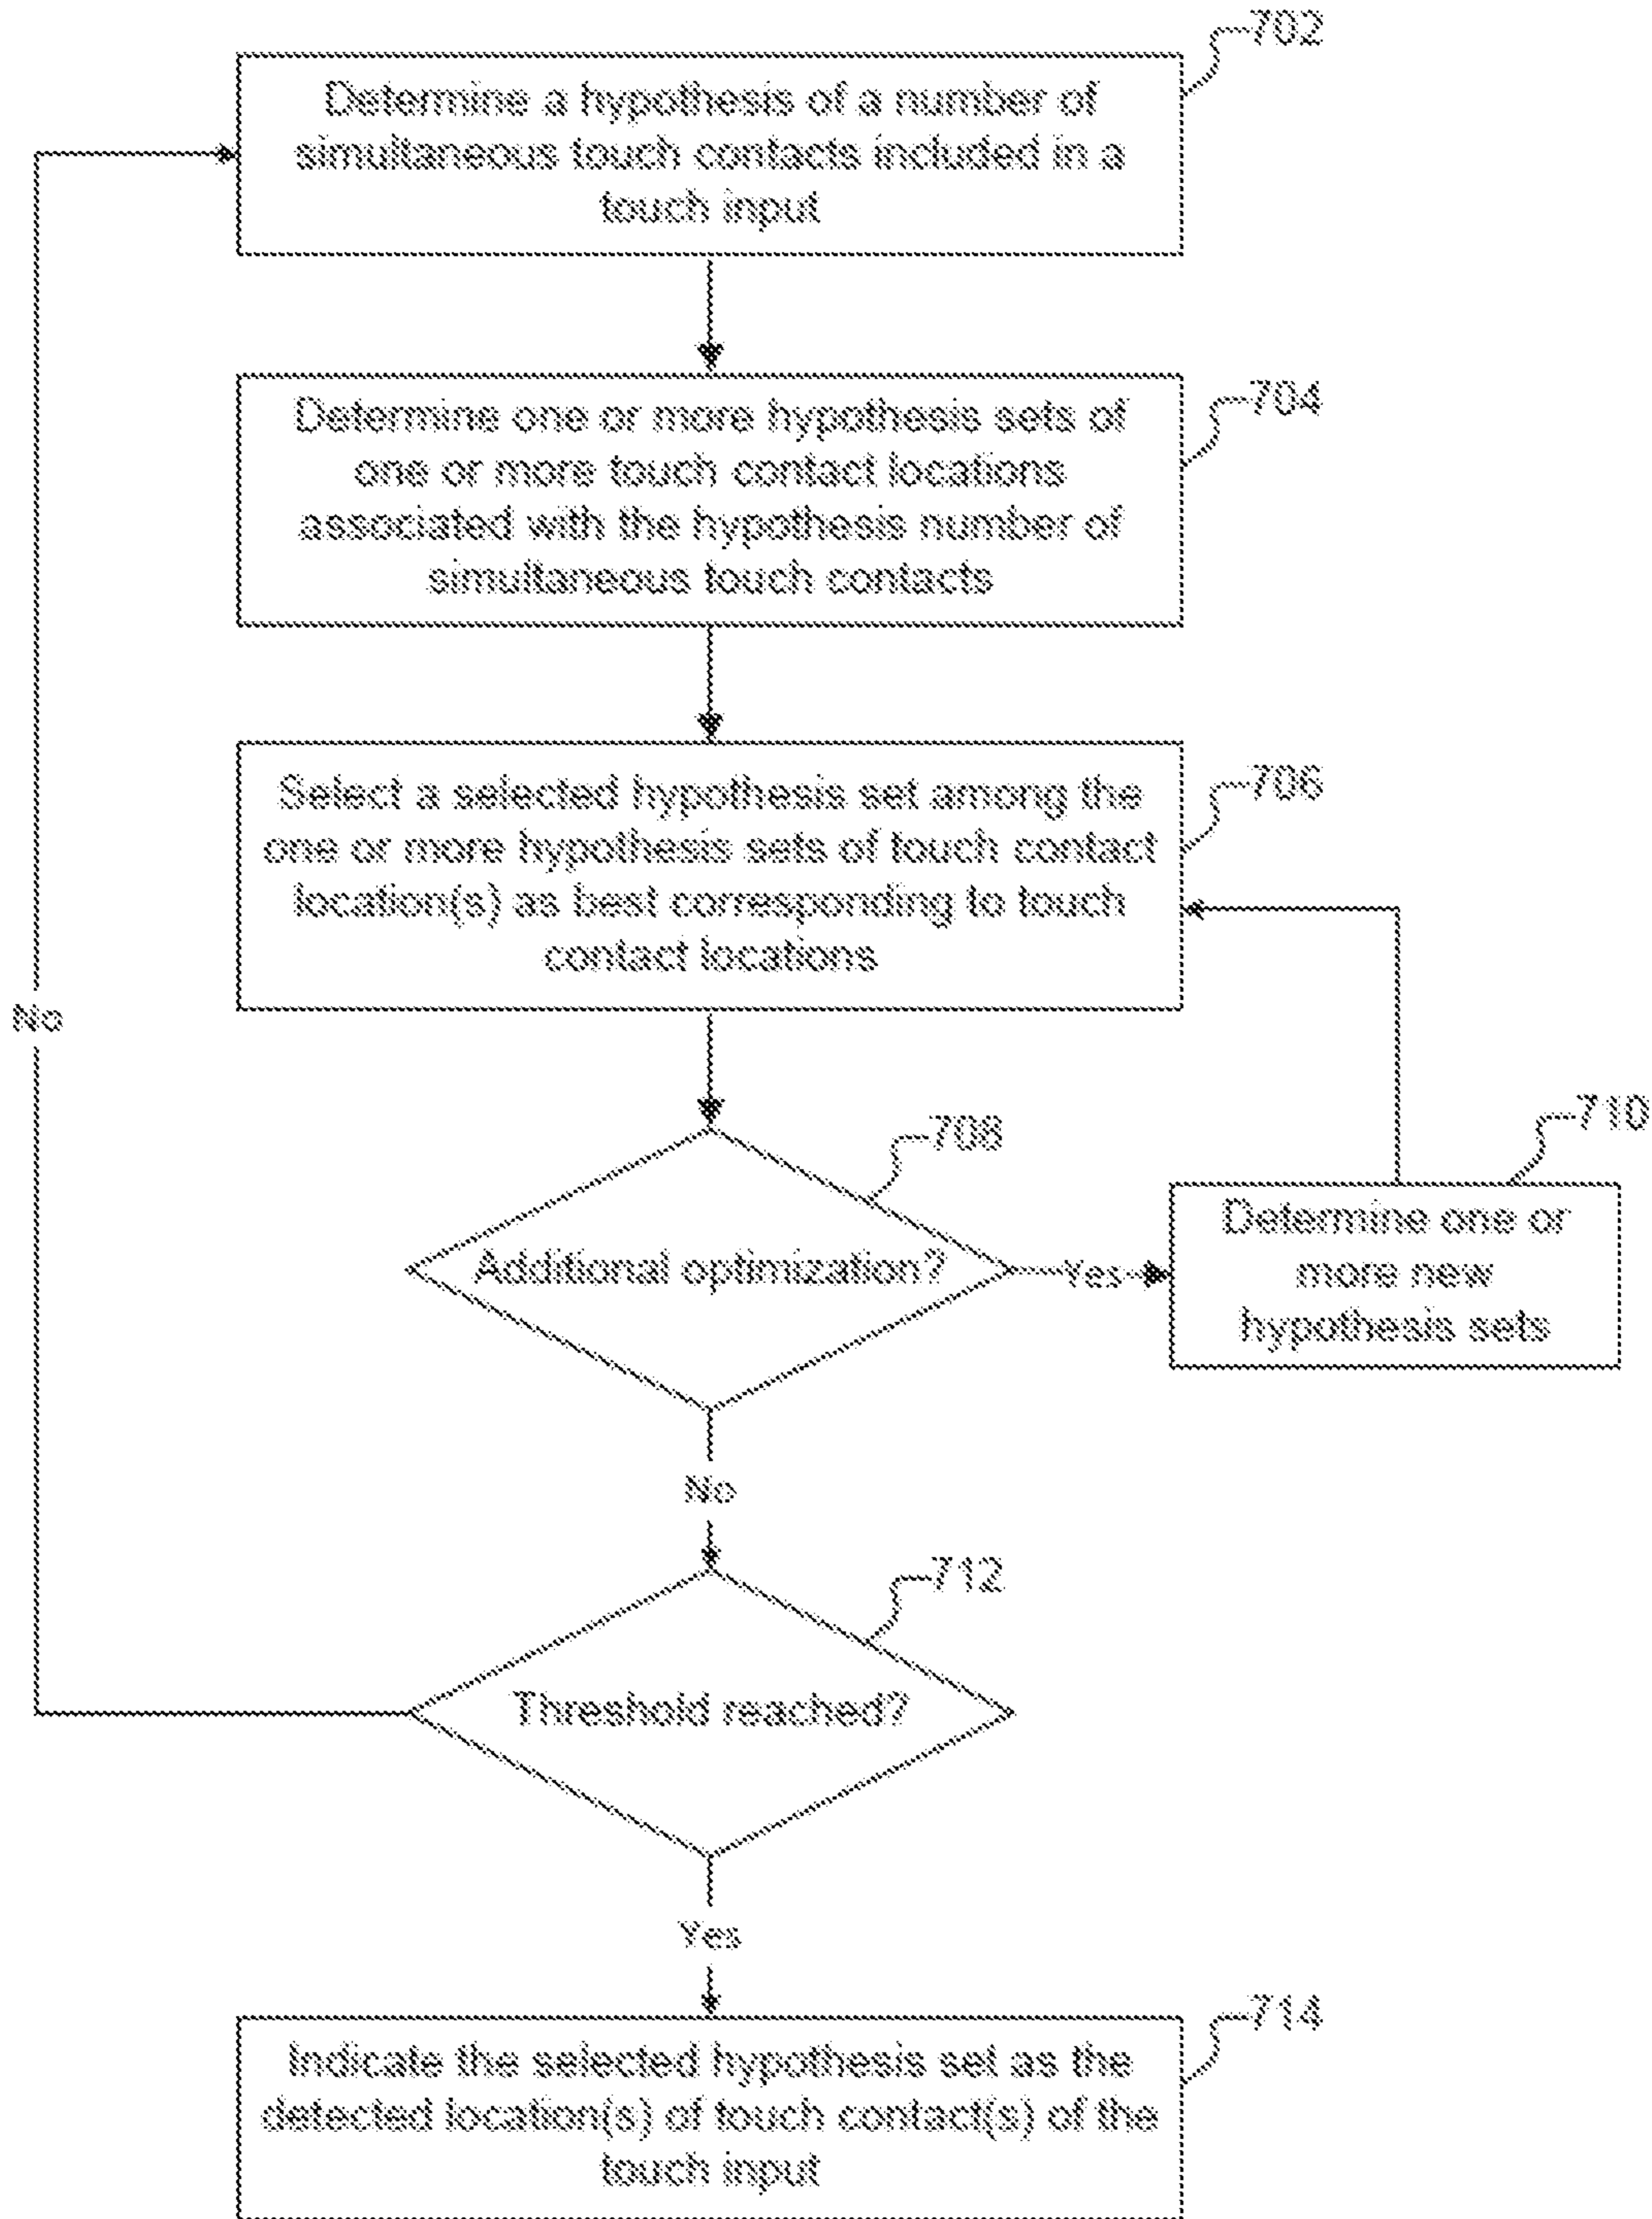 702
Determine a hypothesis of a number of
simultaneous touch contacts included in a
touch input
704
Determine one or more hypothesis sets of
one or more touch contact locations
associated with the hypothesis number of
simultaneous touch contacts
706
Select a selected hypothesis set among the
one or more hypothesis sets of touch contact
location(s) as best corresponding to touch
contact locations
No
708
Additional optimization?
Yes
710
Determine one or
more new
hypothesis sets
No
712
Threshold reached?
Yes
714
Indicate the selected hypothesis set as the
detected location(s) of touch contact(s) of the
touch input